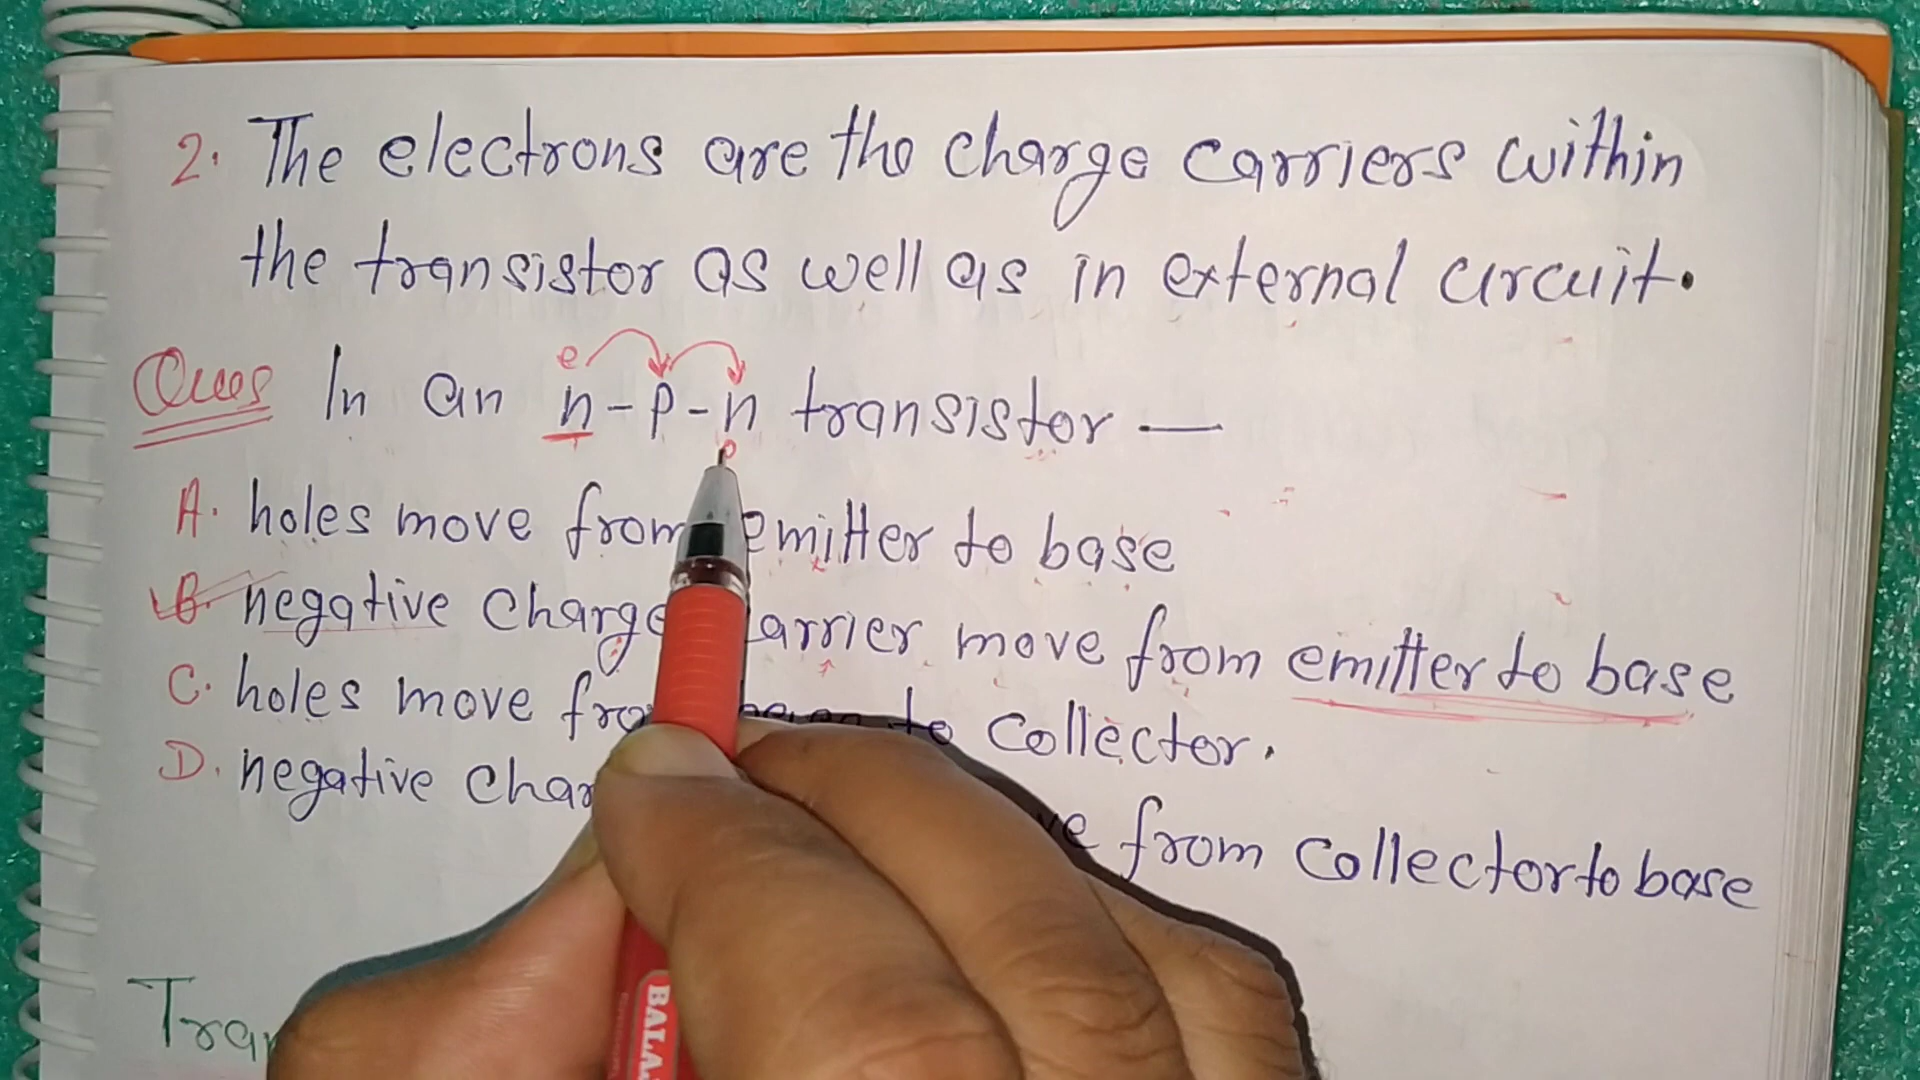 2. The electrons are the charge carriers within
the transistor as well as in external circuit.
e
Ques In an n-p-n transistor —
A. holes move from emitter to base
B. negative charge carrier move from emitter to base
C. holes move from to collector.
D. negative from collector to base
BALA